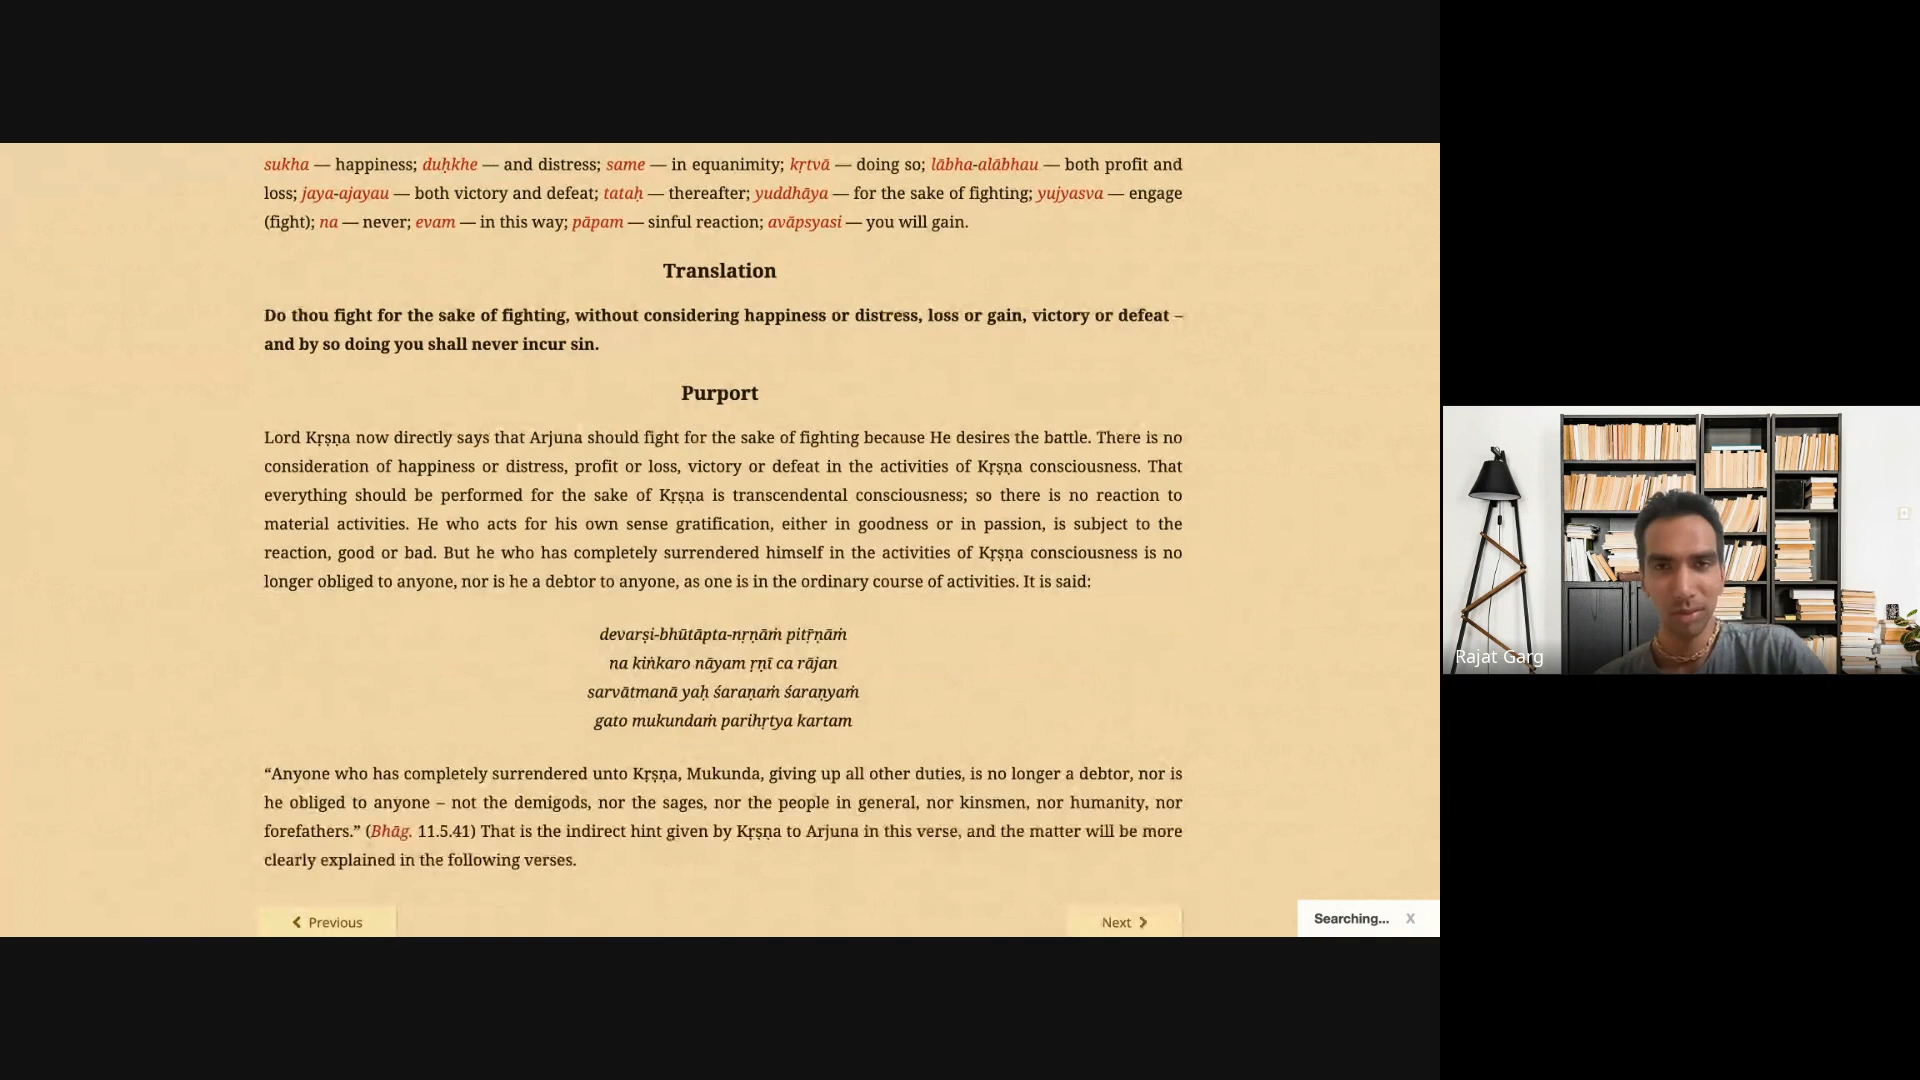 sukha — happiness; duḥkhe — and distress; same — in equanimity; kṛtvā — doing so; lābha-alābhau — both profit and
loss; jaya-ajayau — both victory and defeat; tataḥ — thereafter; yuddhāya — for the sake of fighting; yujyasva — engage
(fight); na — never; evam — in this way; pāpam — sinful reaction; avāpsyasi — you will gain.
Translation
Do thou fight for the sake of fighting, without considering happiness or distress, loss or gain, victory or defeat –
and by so doing you shall never incur sin.
Purport
Lord Kṛṣṇa now directly says that Arjuna should fight for the sake of fighting because He desires the battle. There is no
consideration of happiness or distress, profit or loss, victory or defeat in the activities of Kṛṣṇa consciousness. That
everything should be performed for the sake of Kṛṣṇa is transcendental consciousness; so there is no reaction to
material activities. He who acts for his own sense gratification, either in goodness or in passion, is subject to the
reaction, good or bad. But he who has completely surrendered himself in the activities of Kṛṣṇa consciousness is no
longer obliged to anyone, nor is he a debtor to anyone, as one is in the ordinary course of activities. It is said:
devarṣi-bhūtāpta-nṛṇāṁ pitṝṇāṁ
na kiṅkaro nāyam ṛṇī ca rājan
sarvātmanā yaḥ śaraṇaṁ śaraṇyaṁ
gato mukundaṁ parihṛtya kartam
“Anyone who has completely surrendered unto Kṛṣṇa, Mukunda, giving up all other duties, is no longer a debtor, nor is
he obliged to anyone – not the demigods, nor the sages, nor the people in general, nor kinsmen, nor humanity, nor
forefathers.” (Bhāg. 11.5.41) That is the indirect hint given by Kṛṣṇa to Arjuna in this verse, and the matter will be more
clearly explained in the following verses.
Previous
Next
Searching... X
Rajat Garg